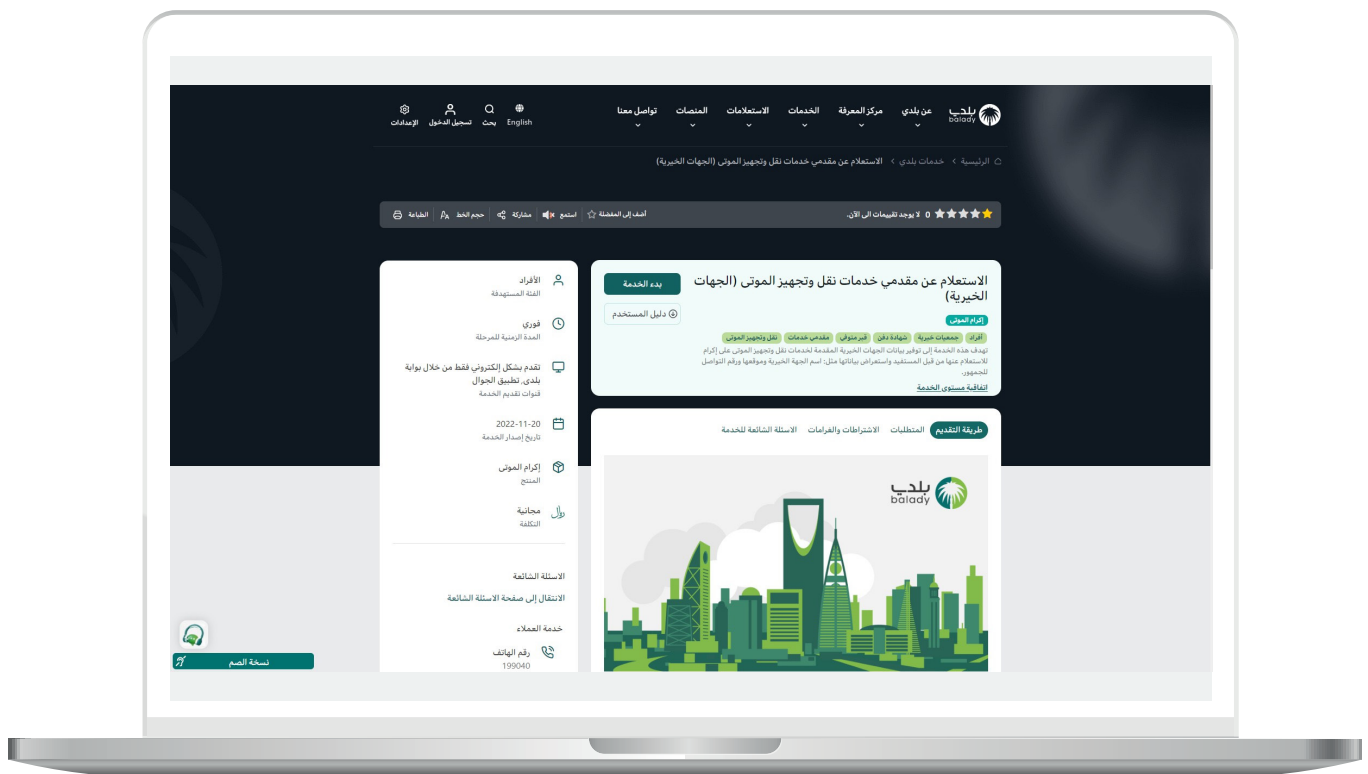 بلدي
balady
عن بلدي
مركز المعرفة
الخدمات
الاستعلامات
المنصات
تواصل معنا
English
بحث
تسجيل الدخول
الإعدادات
الرئيسية > خدمات بلدي > الاستعلام عن مقدمي خدمات نقل وتجهيز الموتى (الجهات الخيرية)
0 لا يوجد تقييمات الى الآن.
أضف إلى المفضلة
استمع
مشاركة
حجم الخط
الطباعة
الاستعلام عن مقدمي خدمات نقل وتجهيز الموتى (الجهات
الخيرية)
بدء الخدمة
دليل المستخدم
إكرام الموتى
أفراد جمعيات خيرية شهادة دفن قبر متوفي مقدمي خدمات نقل وتجهيز الموتى
تهدف هذه الخدمة إلى توفير بيانات الجهات الخيرية المقدمة لخدمات نقل وتجهيز الموتى على إكرام
للاستعلام عنها من قبل المستفيد واستعراض بياناتها مثل: اسم الجهة الخيرية وموقعها ورقم التواصل
للجمهور.
اتفاقية مستوى الخدمة
طريقة التقديم
المتطلبات
الاشتراطات والغرامات
الاسئلة الشائعة للخدمة
بلدي
balady
الأفراد
الفئة المستهدفة
فوري
المدة الزمنية للمرحلة
تقدم بشكل إلكتروني فقط من خلال بوابة
بلدي, تطبيق الجوال
قنوات تقديم الخدمة
2022-11-20
تاريخ إصدار الخدمة
إكرام الموتى
المنتج
مجانية
التكلفة
الاسئلة الشائعة
الانتقال إلى صفحة الاسئلة الشائعة
خدمة العملاء
رقم الهاتف
199040
نسخة الصم